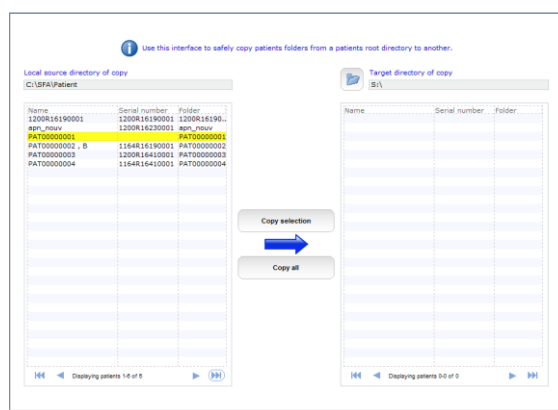 Use this interface to safely copy patients folders from a patients root directory to another.
Local source directory of copy
C:\SFA\Patient
Target directory of copy
S:\
Name Serial number Folder
1200R16190001 1200R16190001 1200R16190..
apn_nouv 1200R16230010 apn_nouv
PAT00000001 PAT00000001
PAT00000002 , B 1164R16190001 PAT00000002
PAT00000003 1200R16410001 PAT00000003
PAT00000004 1164R16410001 PAT00000004
Name Serial number Folder
Copy selection
Copy all
Displaying patients 1-6 of 6
Displaying patients 0-0 of 0